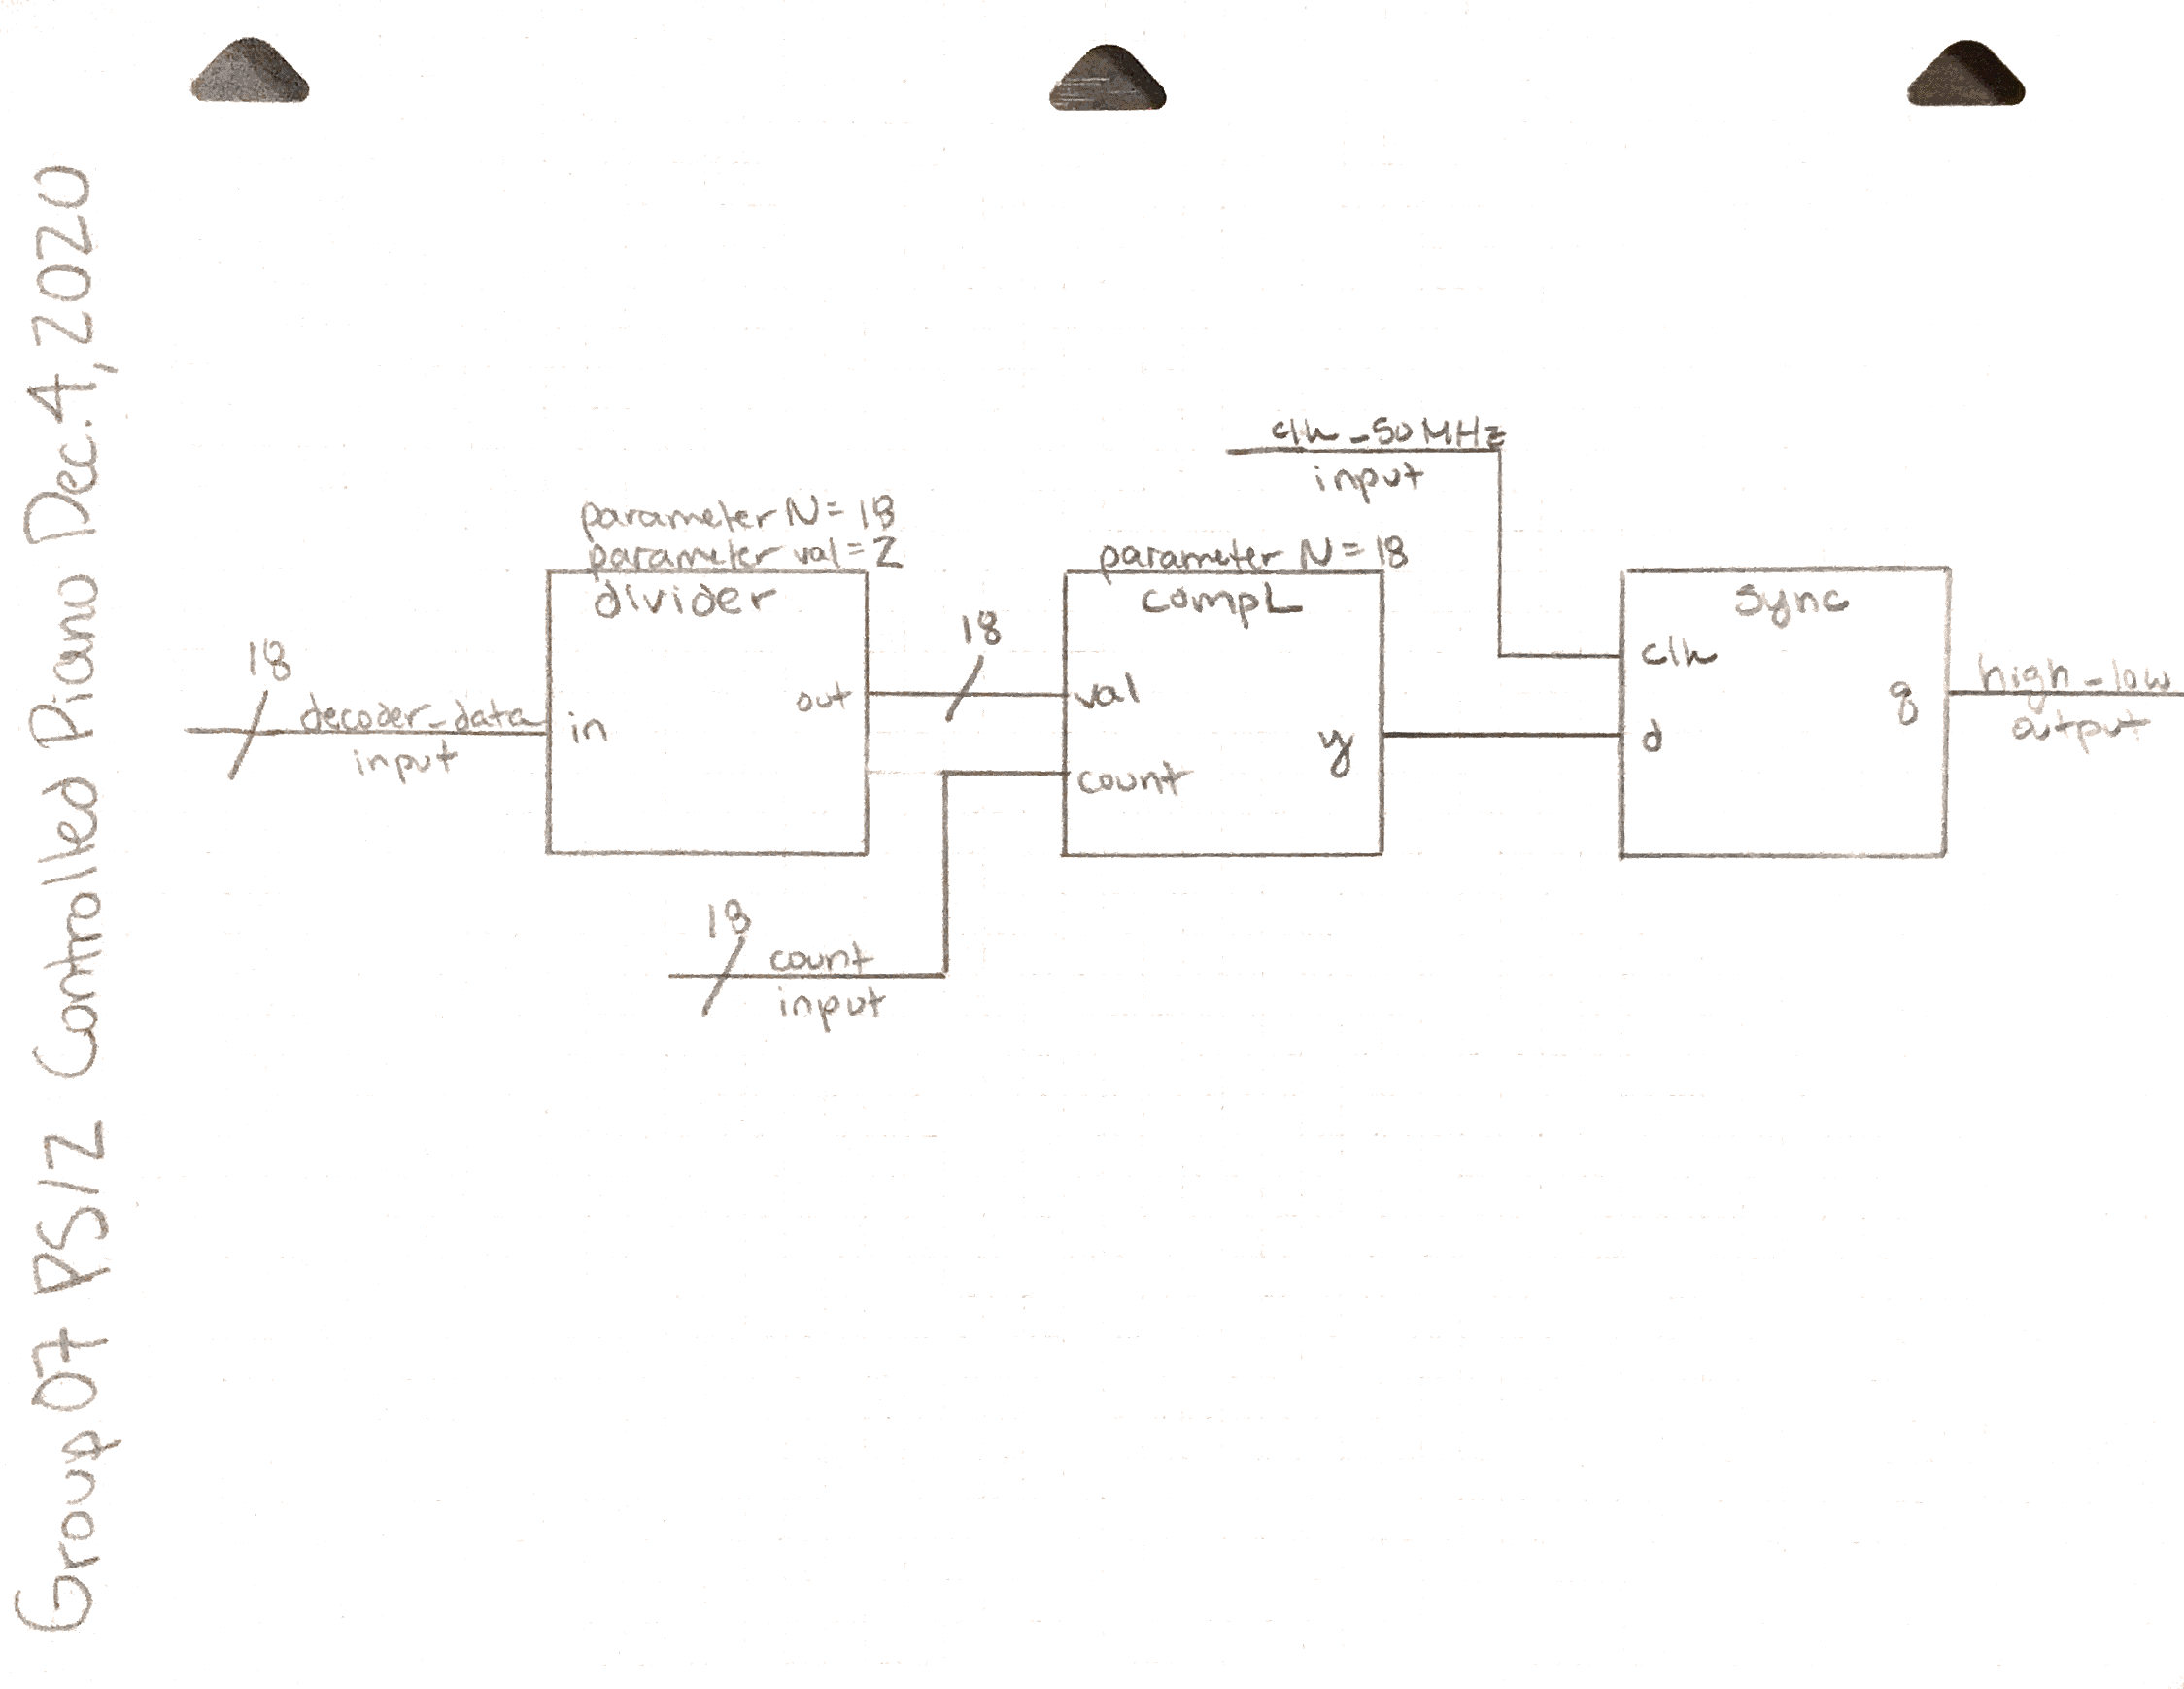 Group 07 PS/2 Controlled Piano Dec. 4, 2020
clk_50MHz
input
parameter N=18
parameter val=2
divider
18
decoder_data
input
in
out
18
parameter N=18
compL
val
count
y
18
count
input
sync
clk
d
q
high_low
output